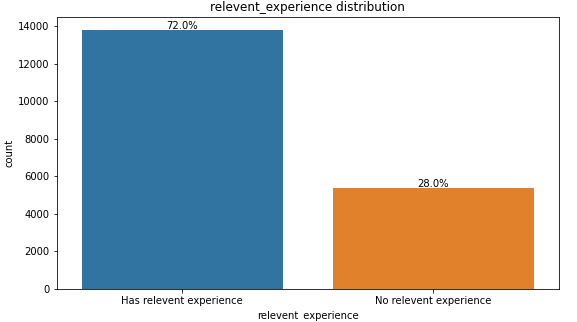 relevent_experience distribution
14000
12000
10000
8000
6000
4000
2000
0
count
72.0%
28.0%
Has relevent experience
No relevent experience
relevent_experience